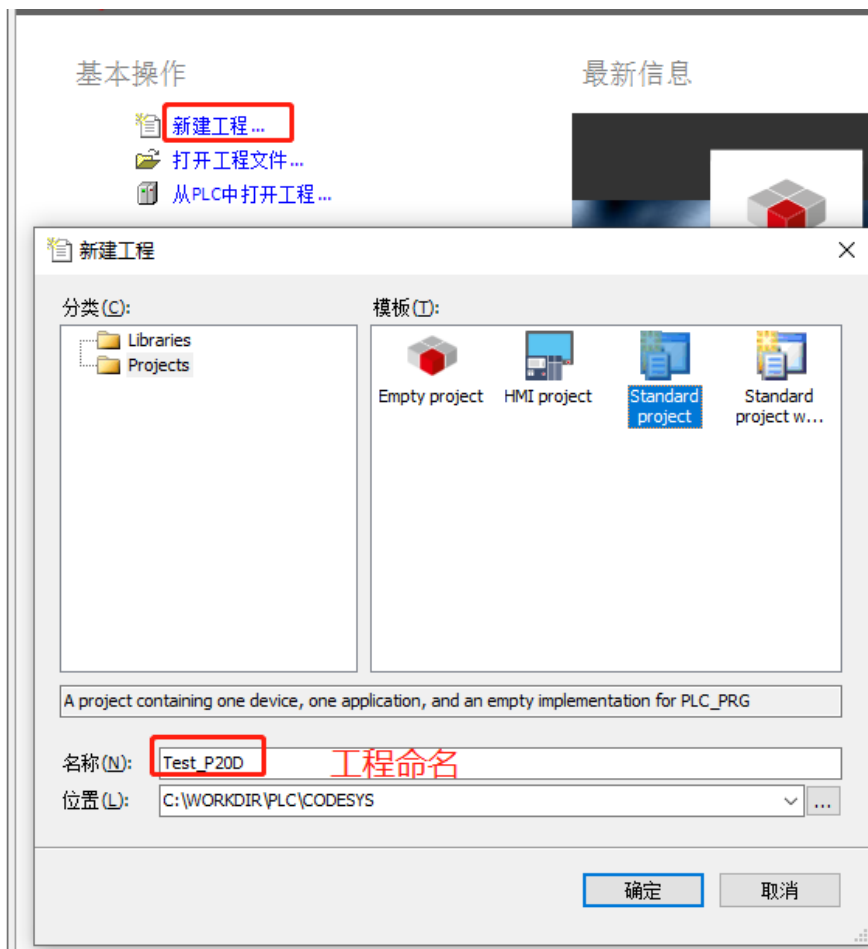 基本操作
最新信息
新建工程...
打开工程文件...
从PLC中打开工程...
新建工程
分类(C):
模板(T):
Libraries
Projects
Empty project
HMI project
Standard
project
Standard
project w...
A project containing one device, one application, and an empty implementation for PLC_PRG
名称(N):
Test_P20D
工程命名
位置(L):
C:\WORKDIR\PLC\CODESYS
...
确定
取消